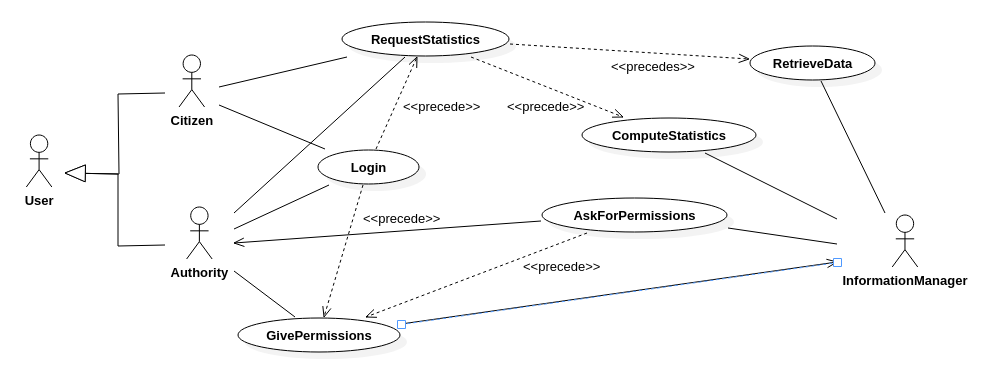 RequestStatistics
<<precedes>>
RetrieveData
Citizen
<<precede>>
<<precede>>
ComputeStatistics
Login
User
<<precede>>
AskForPermissions
Authority
<<precede>>
InformationManager
GivePermissions